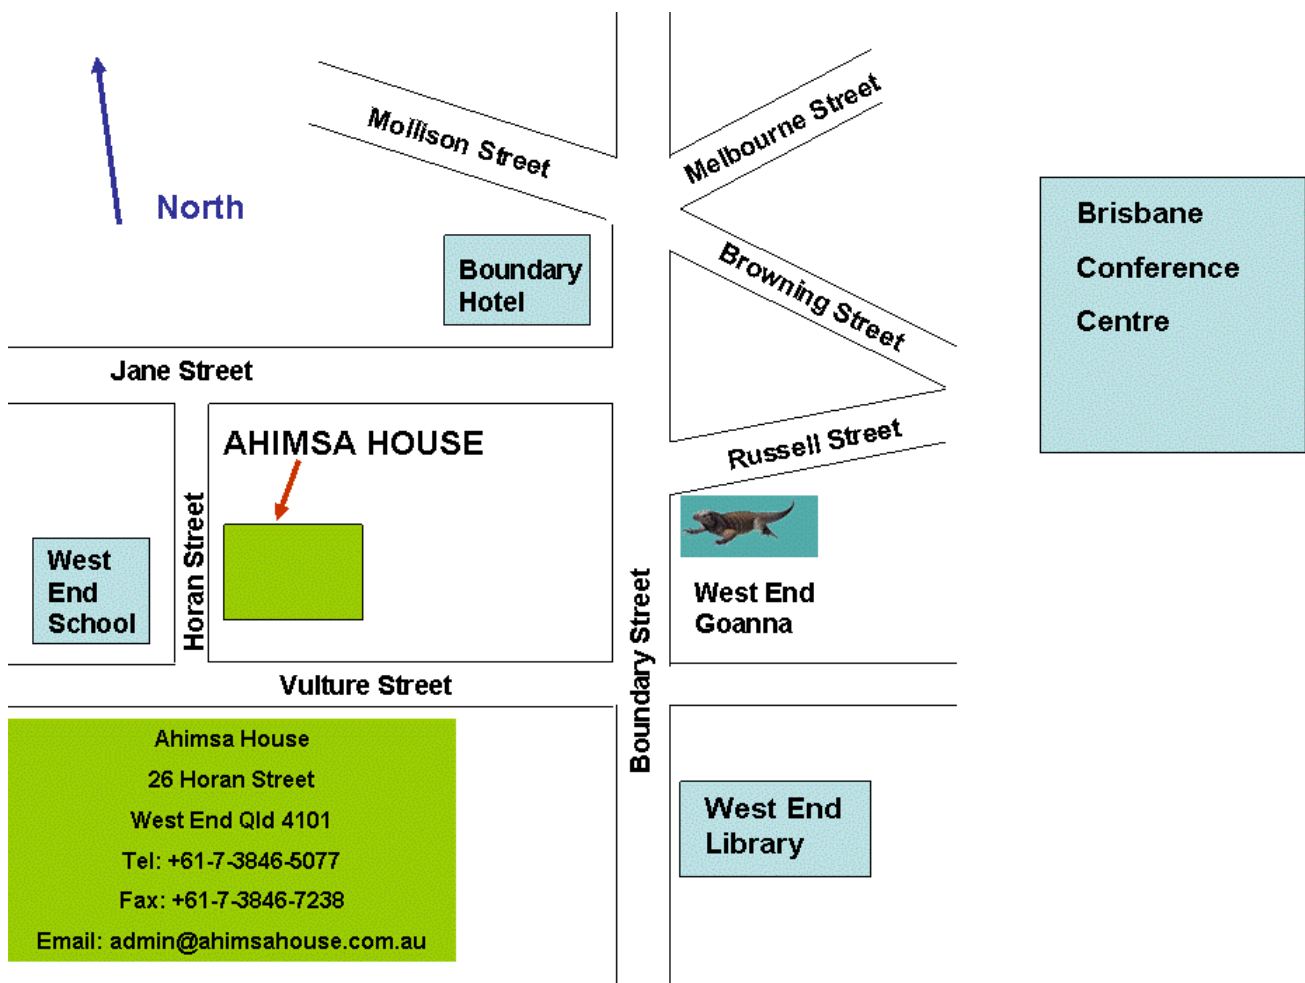 Mollison Street
Melbourne Street
North
Boundary
Hotel
Browning Street
Brisbane
Conference
Centre
Jane Street
AHIMSA HOUSE
Russell Street
West
End
School
Horan Street
West End
Goanna
Boundary Street
Vulture Street
Ahimsa House
26 Horan Street
West End Qld 4101
Tel: +61-7-3846-5077
Fax: +61-7-3846-7238
Email: admin@ahimsahouse.com.au
West End
Library